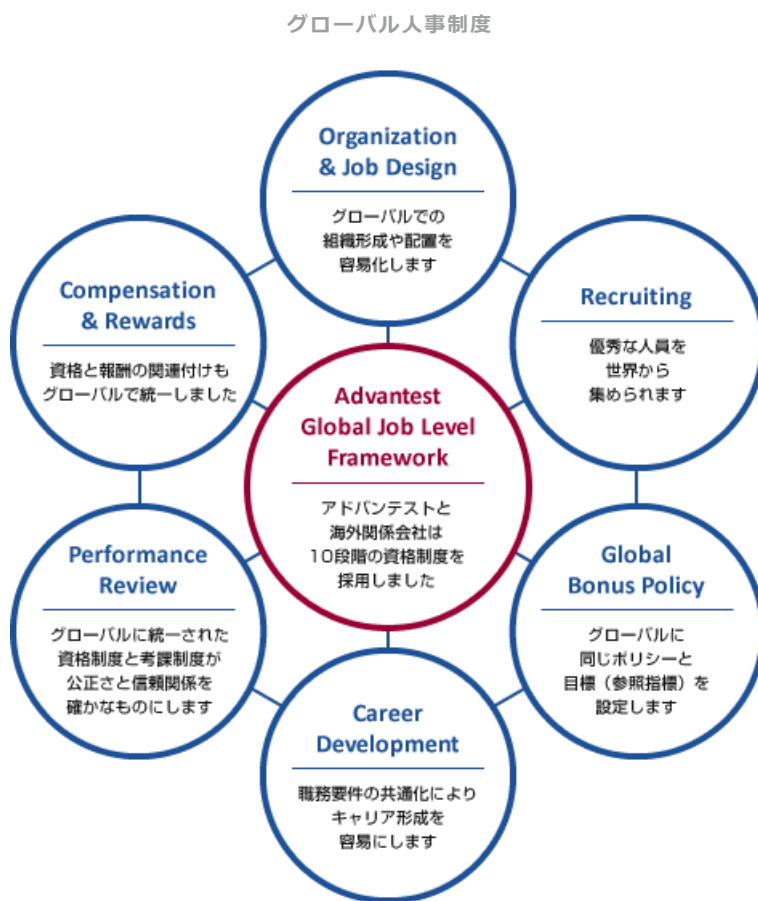 グローバル人事制度
Organization
& Job Design
グローバルでの
組織形成や配置を
容易化します
Compensation
& Rewards
資格と報酬の関連付けも
グローバルで統一しました
Recruiting
優秀な人員を
世界から
集められます
Advantest
Global Job Level
Framework
アドバンテストと
海外関係会社は
10段階の資格制度を
採用しました
Performance
Review
グローバルに統一された
資格制度と考課制度が
公正さと信頼関係を
確かなものにします
Global
Bonus Policy
グローバルに
同じポリシーと
目標（参照指標）を
設定します
Career
Development
職務要件の共通化により
キャリア形成を
容易にします